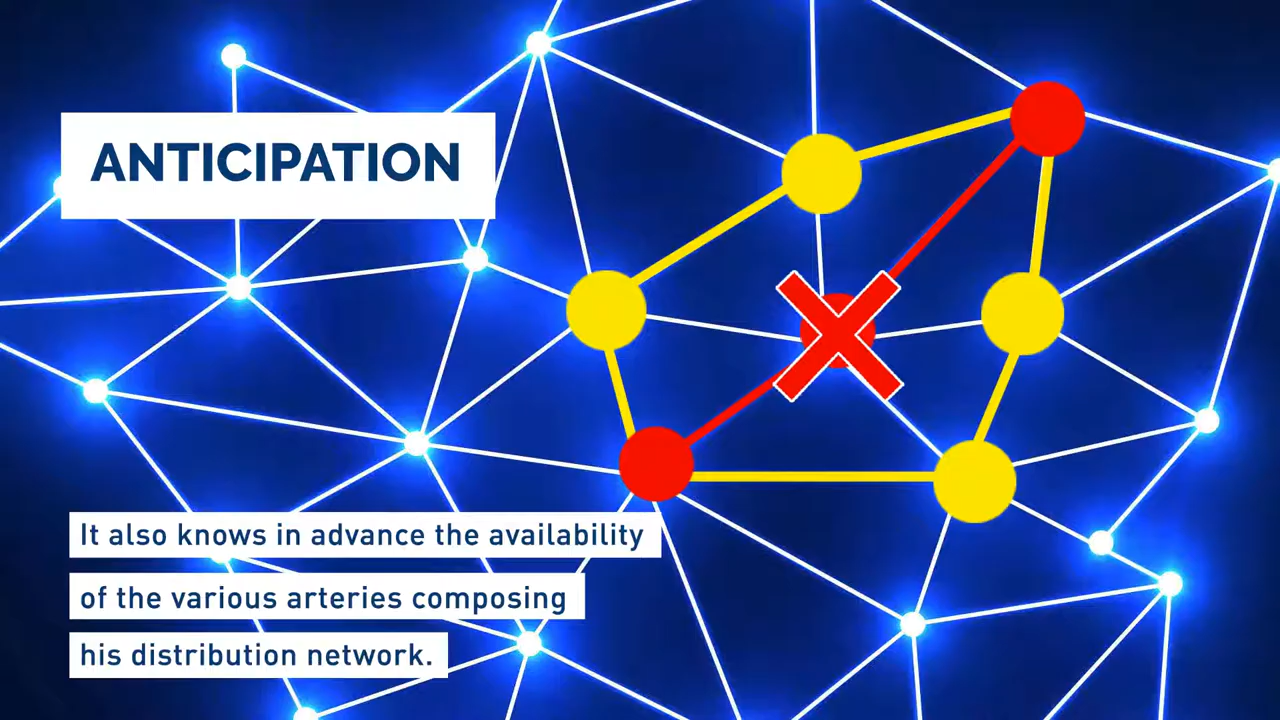 ANTICIPATION
It also knows in advance the availability
of the various arteries composing
his distribution network.